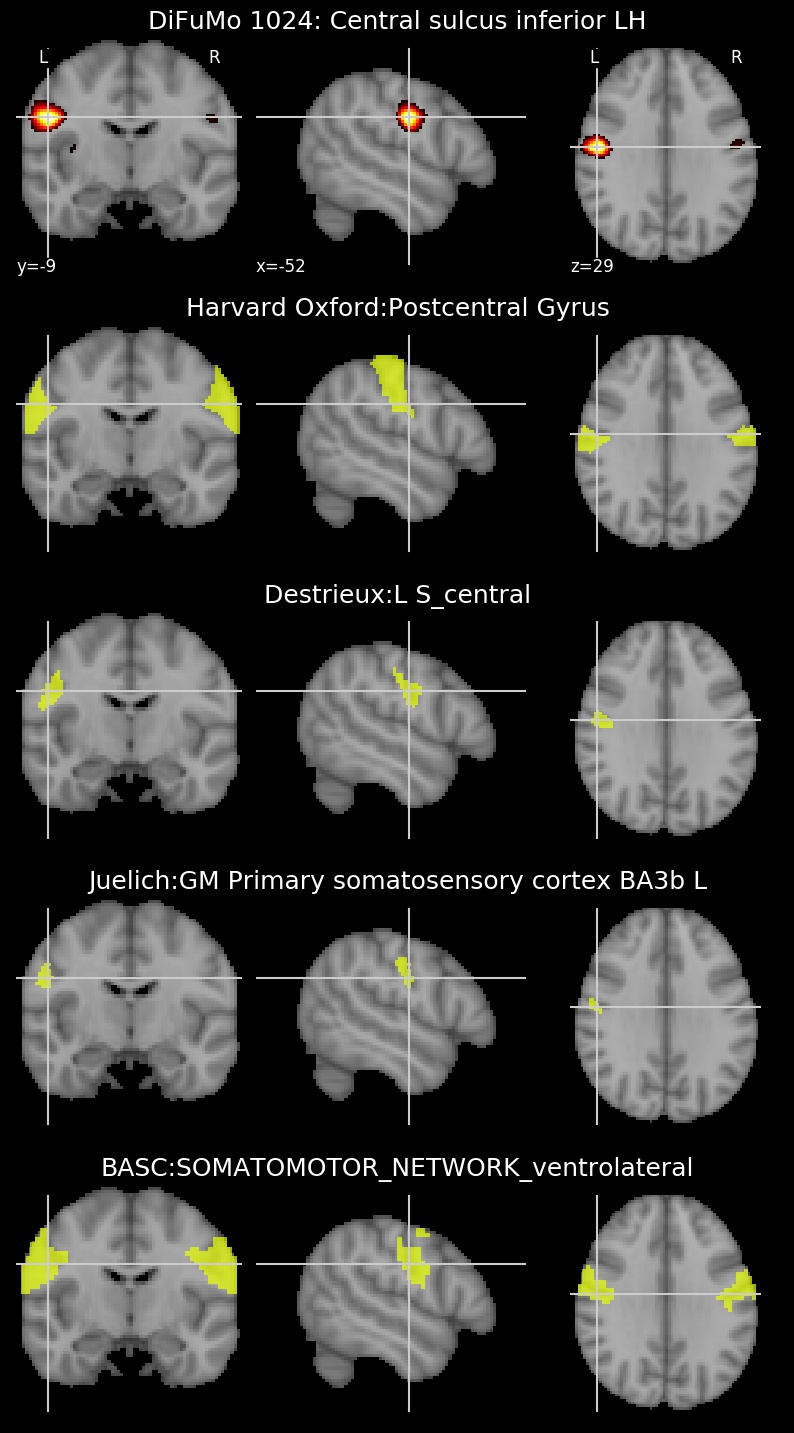 DiFuMo 1024: Central sulcus inferior LH
L R L R
y=-9 x=-52 z=29
Harvard Oxford:Postcentral Gyrus
Destrieux:L S_central
Juelich:GM Primary somatosensory cortex BA3b L
BASC:SOMATOMOTOR_NETWORK_ventrolateral